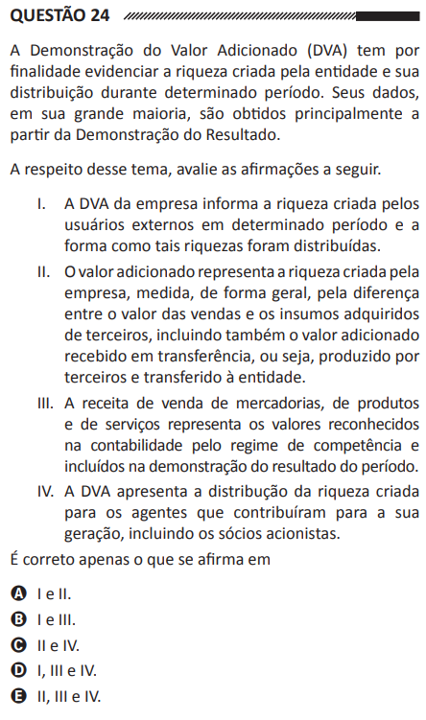 QUESTÃO 24
A Demonstração do Valor Adicionado (DVA) tem por
finalidade evidenciar a riqueza criada pela entidade e sua
distribuição durante determinado período. Seus dados,
em sua grande maioria, são obtidos principalmente a
partir da Demonstração do Resultado.
A respeito desse tema, avalie as afirmações a seguir.
I. A DVA da empresa informa a riqueza criada pelos
usuários externos em determinado período e a
forma como tais riquezas foram distribuídas.
II. O valor adicionado representa a riqueza criada pela
empresa, medida, de forma geral, pela diferença
entre o valor das vendas e os insumos adquiridos
de terceiros, incluindo também o valor adicionado
recebido em transferência, ou seja, produzido por
terceiros e transferido à entidade.
III. A receita de venda de mercadorias, de produtos
e de serviços representa os valores reconhecidos
na contabilidade pelo regime de competência e
incluídos na demonstração do resultado do período.
IV. A DVA apresenta a distribuição da riqueza criada
para os agentes que contribuíram para a sua
geração, incluindo os sócios acionistas.
É correto apenas o que se afirma em
A I e II.
B I e III.
C II e IV.
D I, III e IV.
E II, III e IV.